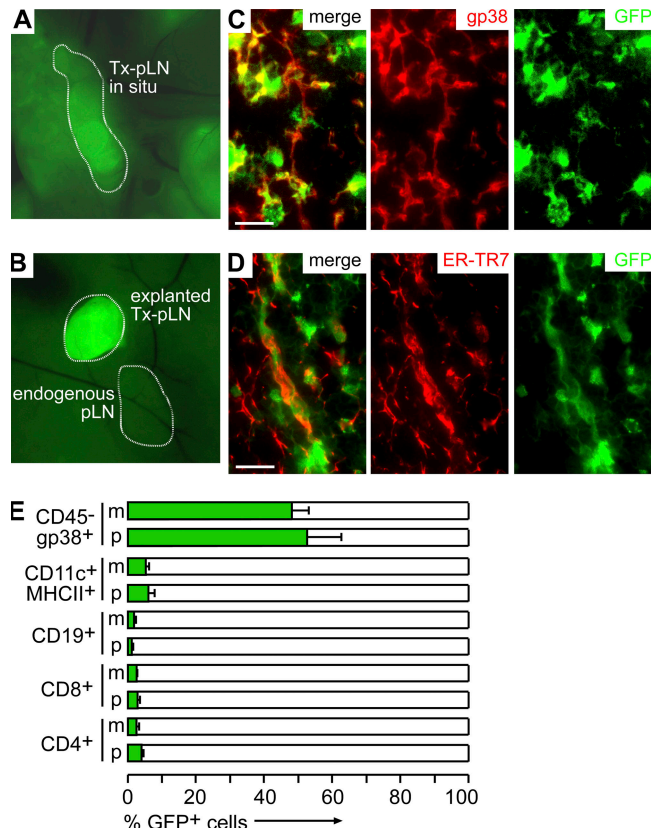 A
Tx-pLN
in situ
B
explanted
Tx-pLN
endogenous
pLN
C
merge
gp38
GFP
D
merge
ER-TR7
GFP
E
CD45-
gp38+
m
p
CD11c+
MHCII+
m
p
CD19+
m
p
CD8+
m
p
CD4+
m
p
0 20 40 60 80 100
% GFP+ cells